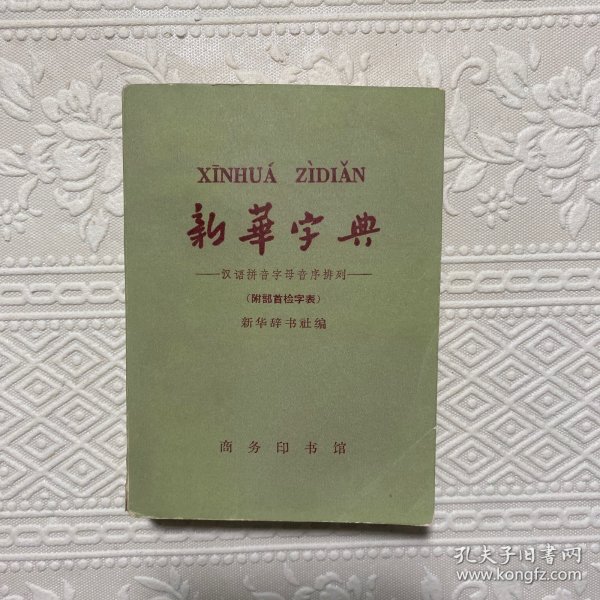 XĪNHUÁ ZÌDIǍN
新華字典
——汉语拼音字母音序排列——
(附部首检字表)
新华辞书社编
商务印书馆
孔夫子旧书网
www.kongfz.com